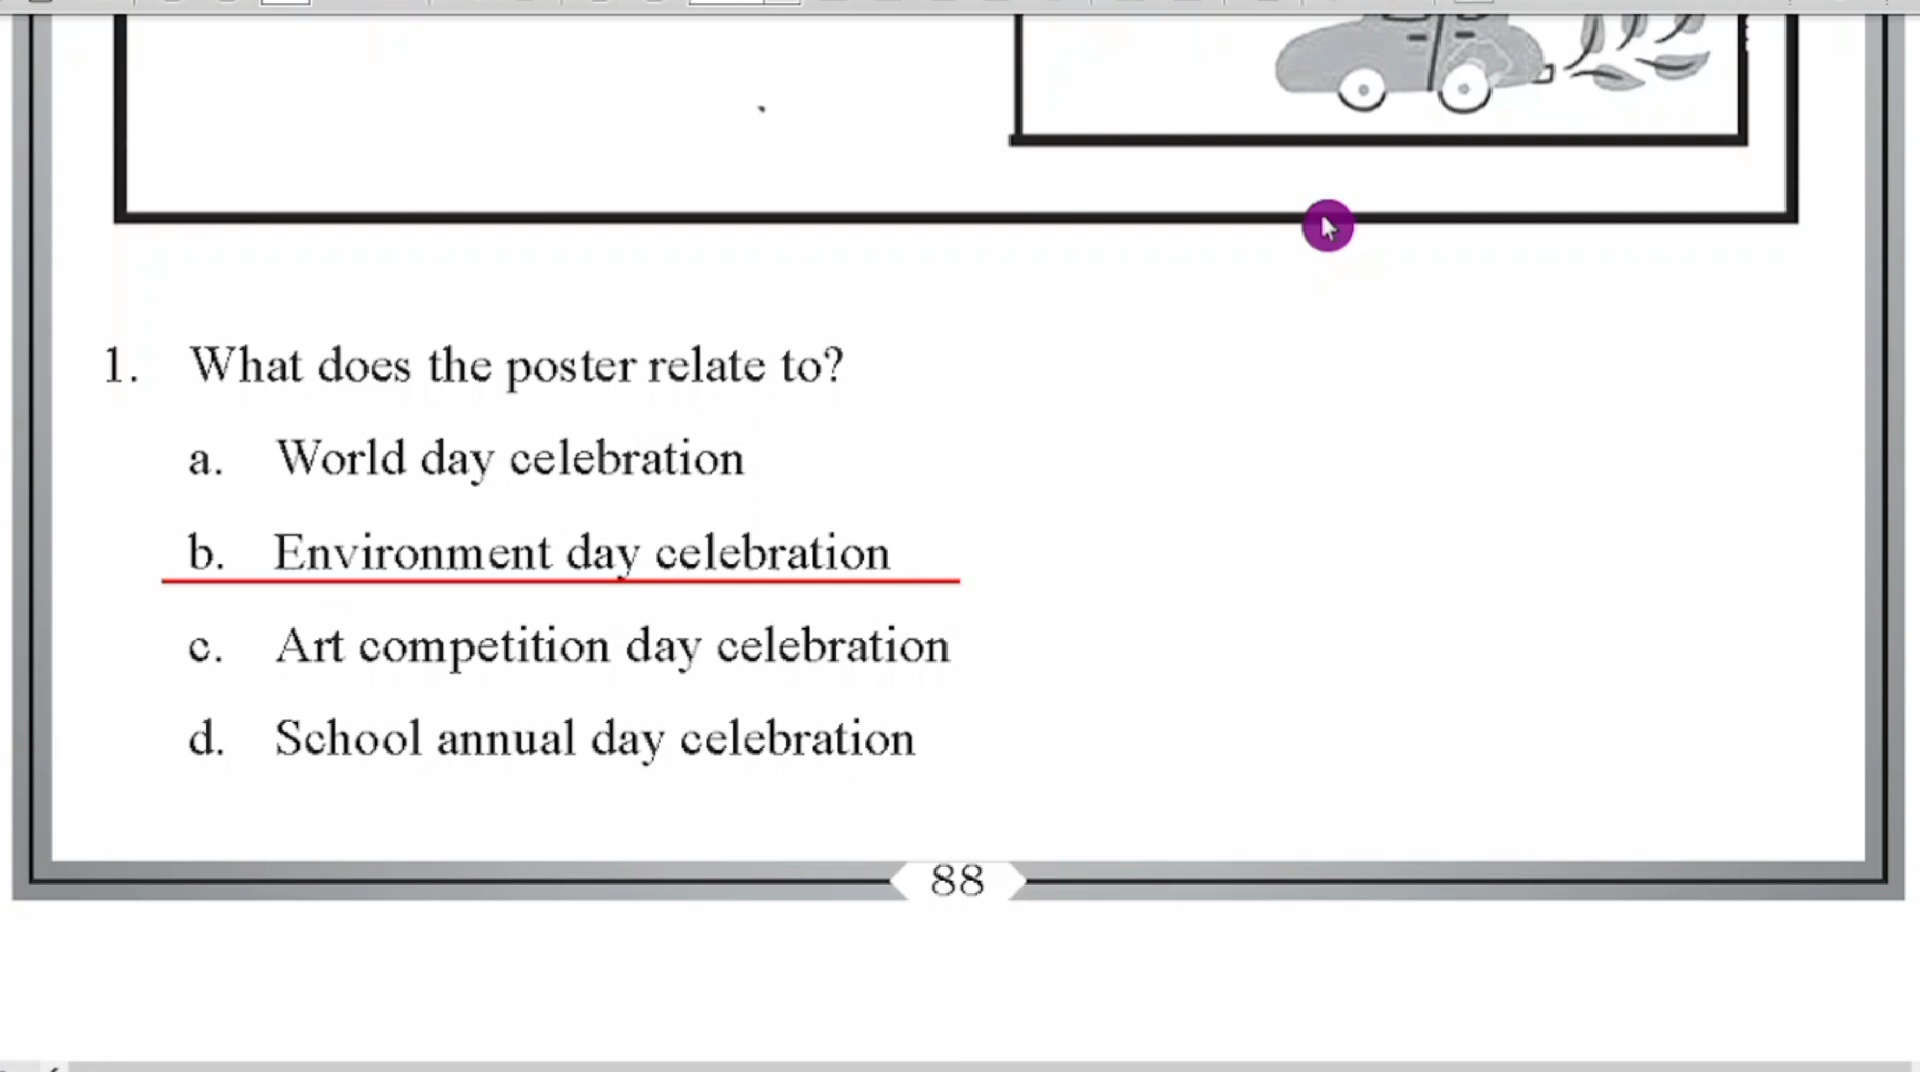 1. What does the poster relate to?
a. World day celebration
b. Environment day celebration
c. Art competition day celebration
d. School annual day celebration
88